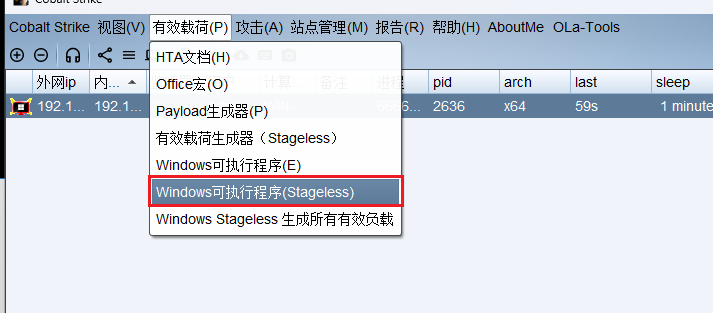 Cobalt Strike
Cobalt Strike 视图(V) 有效载荷(P) 攻击(A) 站点管理(M) 报告(R) 帮助(H) AboutMe OLa-Tools
HTA文档(H)
Office宏(O)
Payload生成器(P)
有效载荷生成器（Stageless）
Windows可执行程序(E)
Windows可执行程序(Stageless)
Windows Stageless 生成所有有效负载
外网ip 内... 计算... 备注 进程 pid arch last sleep
192.1... 192.1... 2636 x64 59s 1 minute